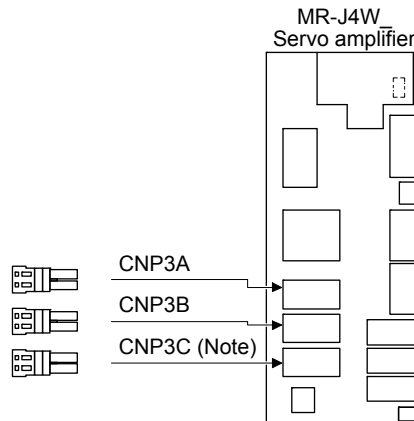 MR-J4W_
Servo amplifier
CNP3A
CNP3B
CNP3C (Note)